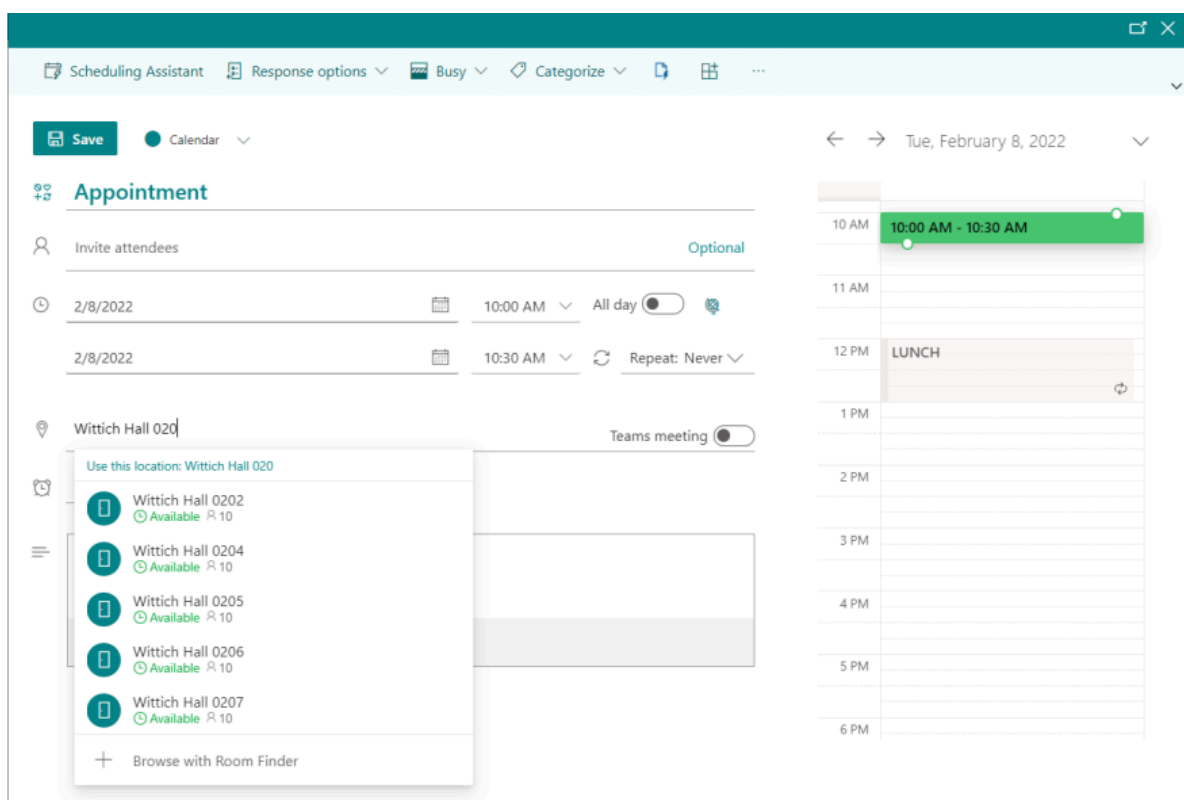 Scheduling Assistant Response options Busy Categorize ...
Save Calendar
Tue, February 8, 2022
Appointment
Invite attendees Optional
2/8/2022 10:00 AM All day
2/8/2022 10:30 AM Repeat: Never
Wittich Hall 020
Teams meeting
Use this location: Wittich Hall 020
Wittich Hall 0202
Available 10
Wittich Hall 0204
Available 10
Wittich Hall 0205
Available 10
Wittich Hall 0206
Available 10
Wittich Hall 0207
Available 10
Browse with Room Finder
10 AM 10:00 AM - 10:30 AM
11 AM
12 PM LUNCH
1 PM
2 PM
3 PM
4 PM
5 PM
6 PM